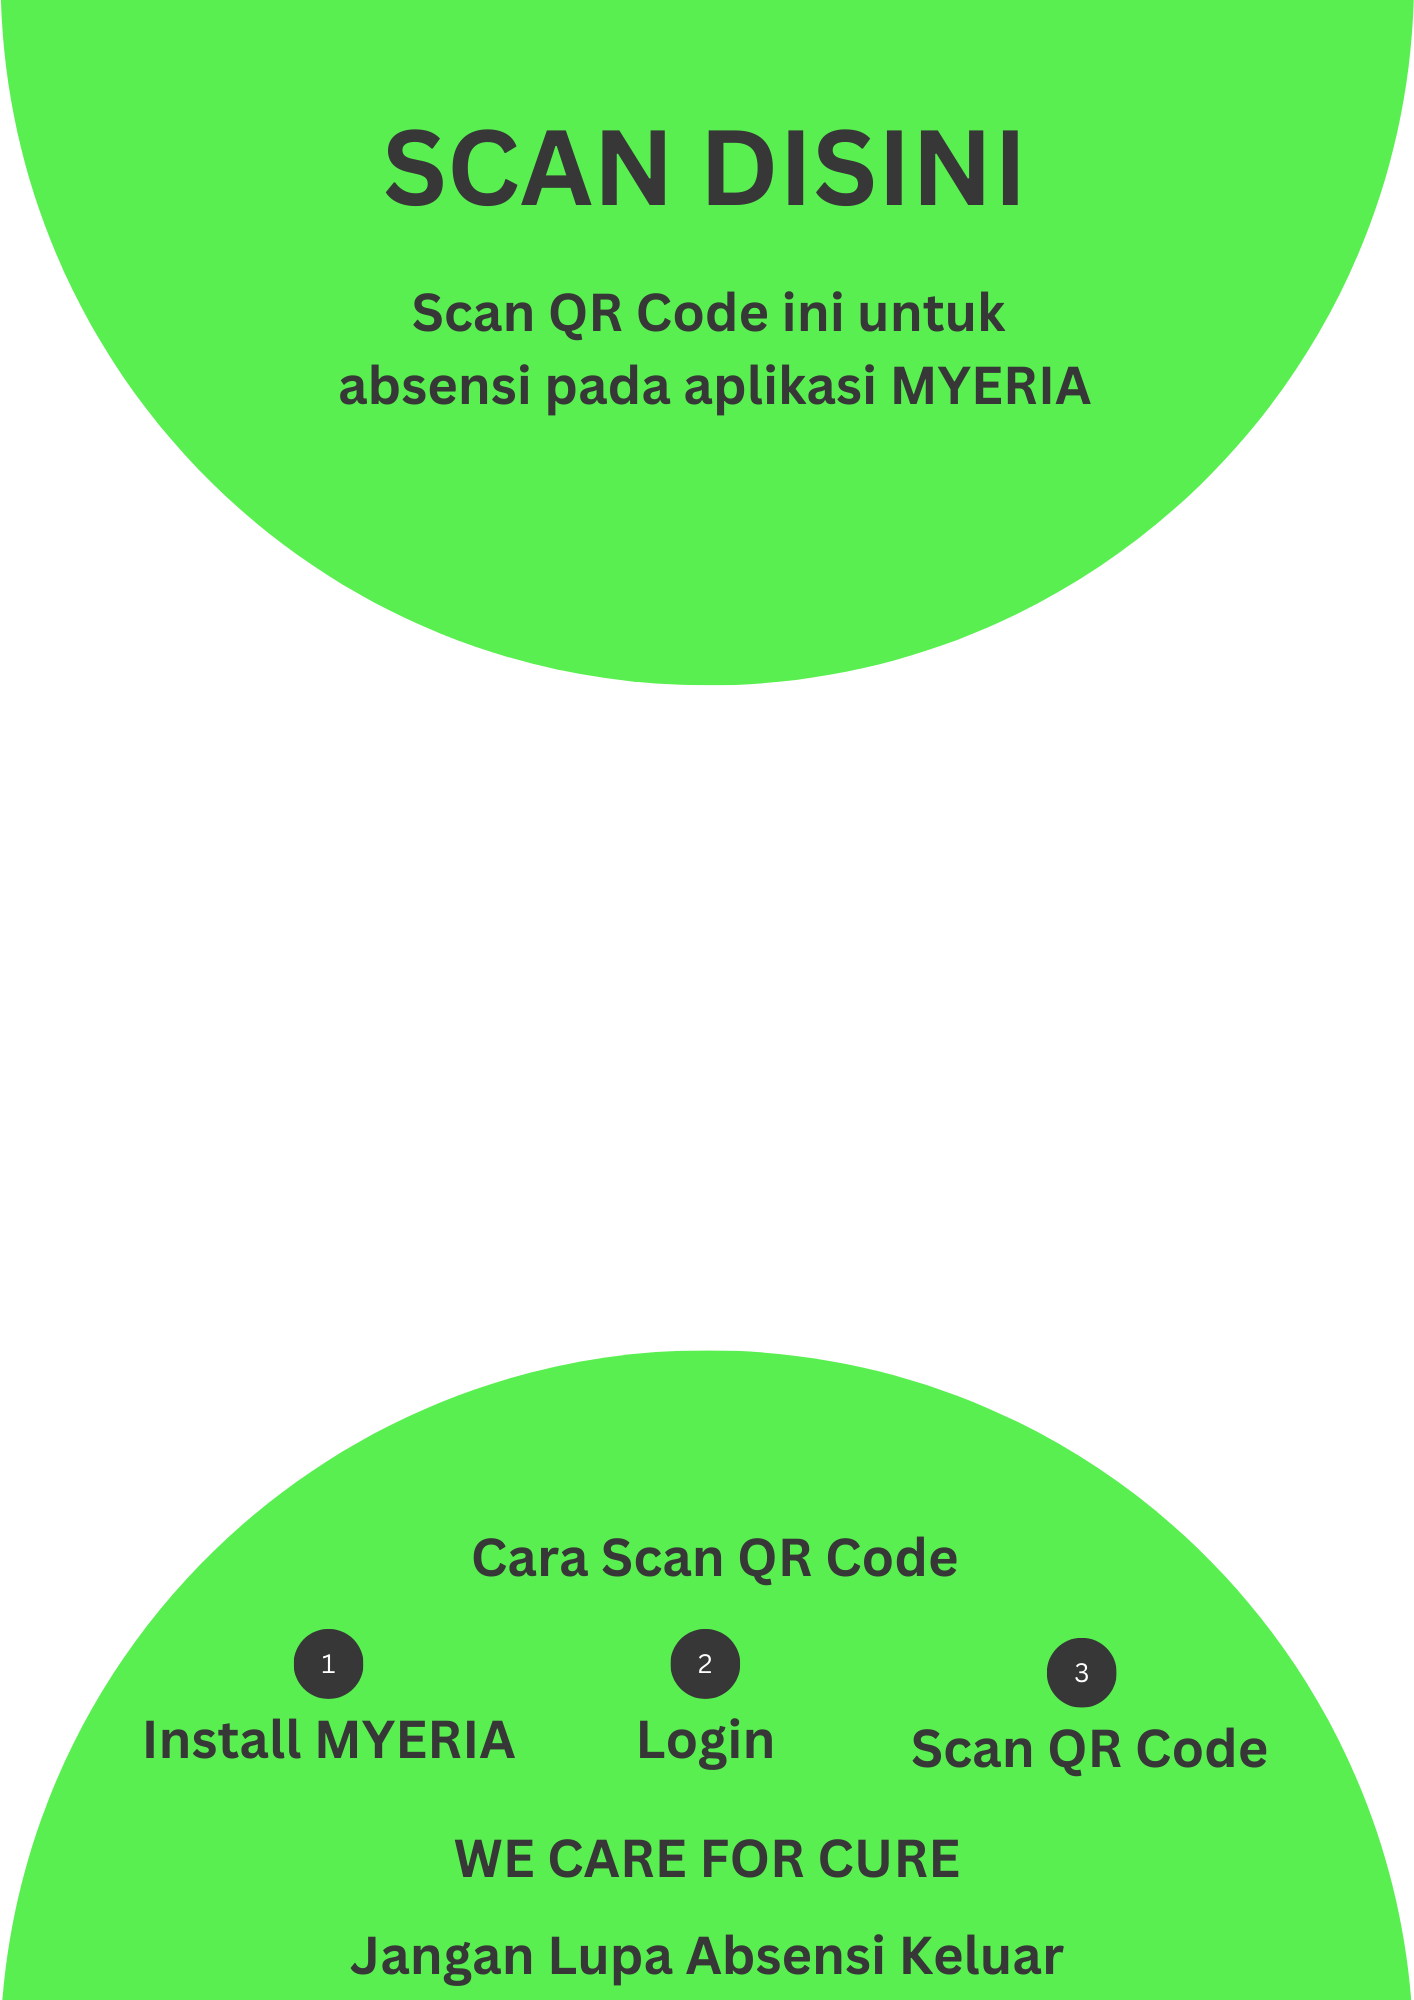 SCAN DISINI
Scan QR Code ini untuk
absensi pada aplikasi MYERIA
Cara Scan QR Code
1
Install MYERIA
2
Login
3
Scan QR Code
WE CARE FOR CURE
Jangan Lupa Absensi Keluar